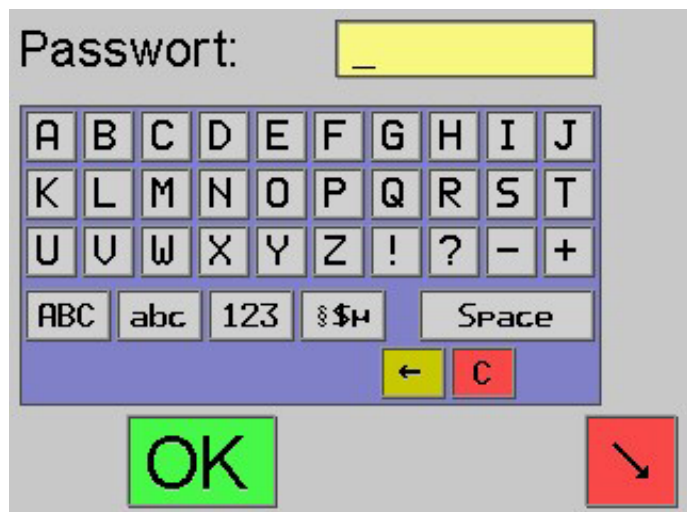 Passwort: _
A B C D E F G H I J
K L M N O P Q R S T
U V W X Y Z ! ? - +
ABC abc 123 §$µ Space
← C
OK ↘